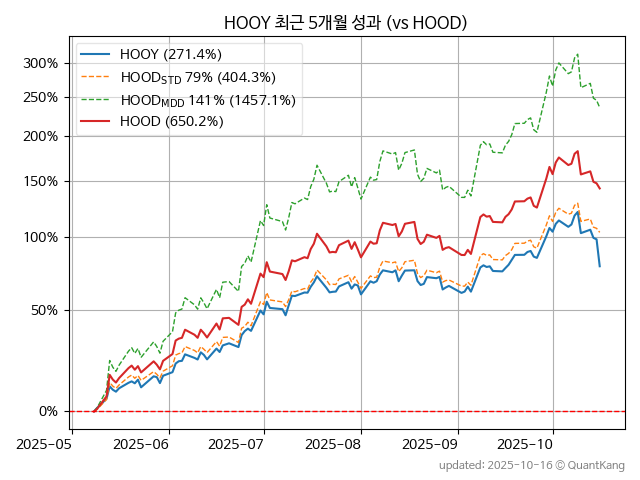 HOOY 최근 5개월 성과 (vs HOOD)
HOOY (271.4%)
HOOD_STD 79% (404.3%)
HOOD_MDD 141% (1457.1%)
HOOD (650.2%)
300%
250%
200%
150%
100%
50%
0%
2025-05 2025-06 2025-07 2025-08 2025-09 2025-10
updated: 2025-10-16 © QuantKang